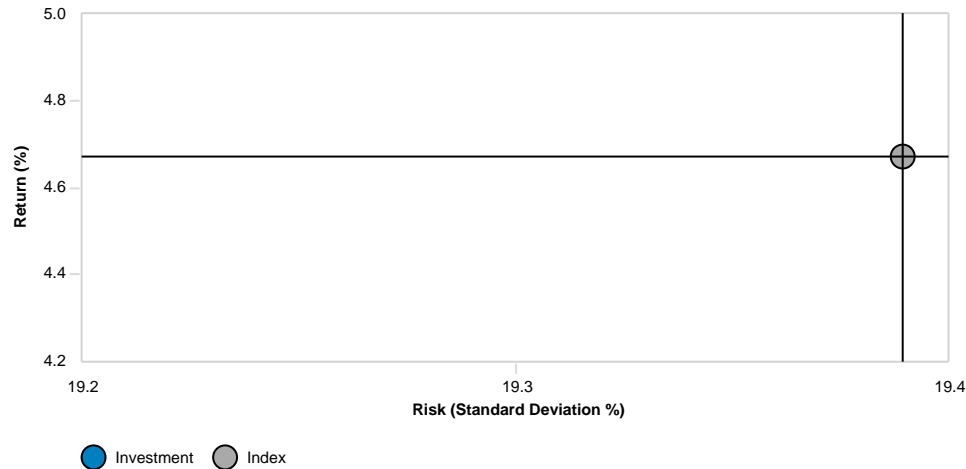 5.0
4.8
4.6
4.4
4.2
Return (%)
19.2
19.3
19.4
Risk (Standard Deviation %)
Investment
Index